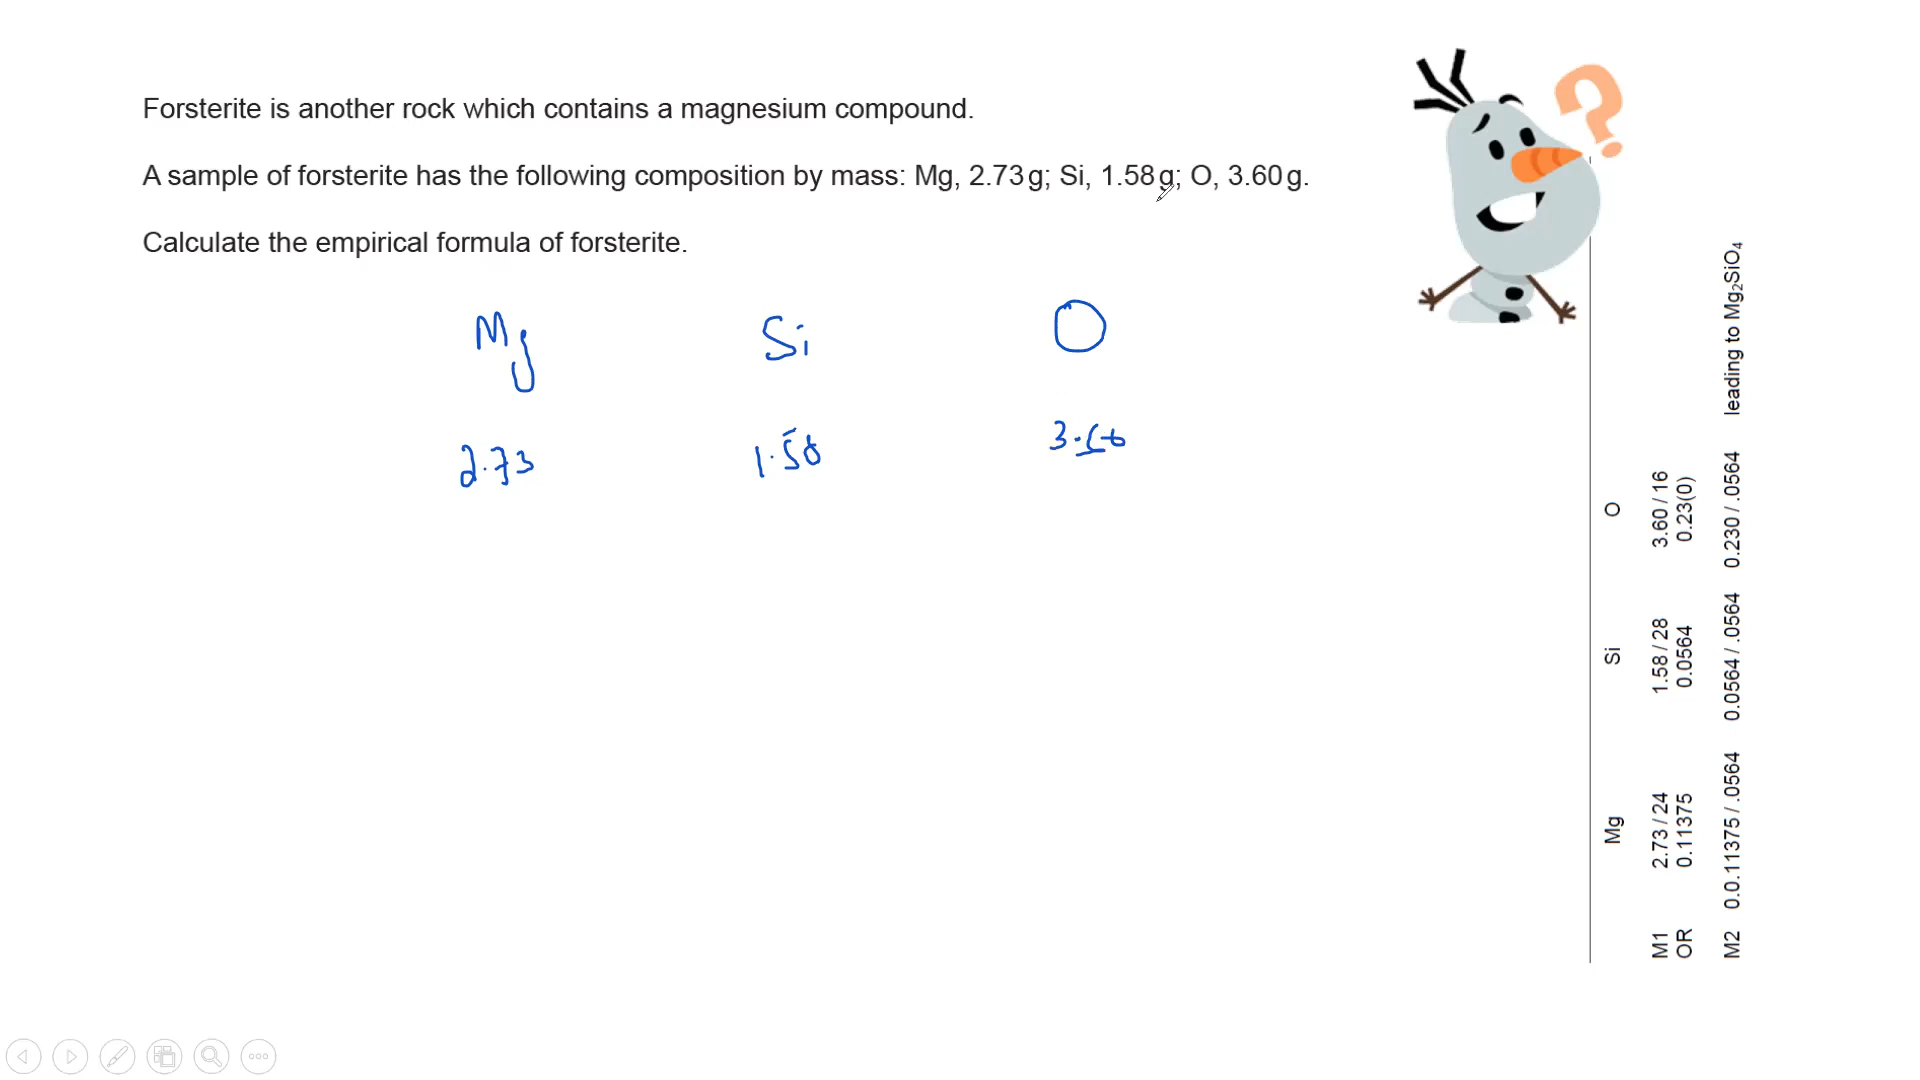 Forsterite is another rock which contains a magnesium compound.
A sample of forsterite has the following composition by mass: Mg, 2.73 g; Si, 1.58 g; O, 3.60 g.
Calculate the empirical formula of forsterite.
Mg Si O
2.73 1.58 3.60
?
Mg Si O
M1 2.73 / 24 1.58 / 28 3.60 / 16
OR 0.11375 0.0564 0.23(0)
M2 0.0.11375 / .0564 0.0564 / .0564 0.230 / .0564 leading to Mg₂SiO₄